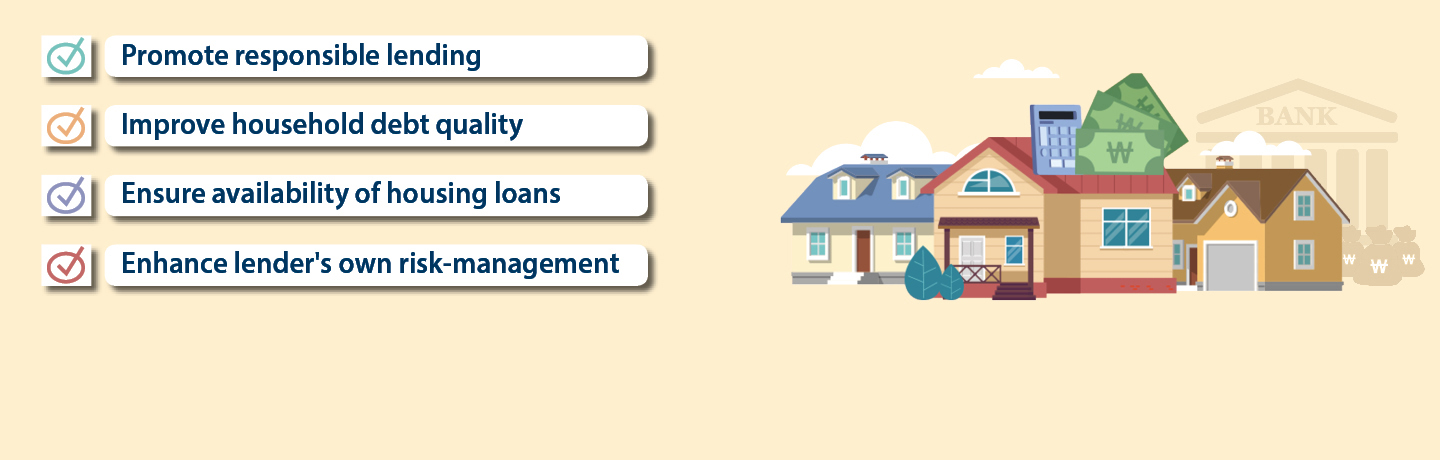 Promote responsible lending
Improve household debt quality
Ensure availability of housing loans
Enhance lender's own risk-management
BANK
₩
₩
₩ ₩ ₩